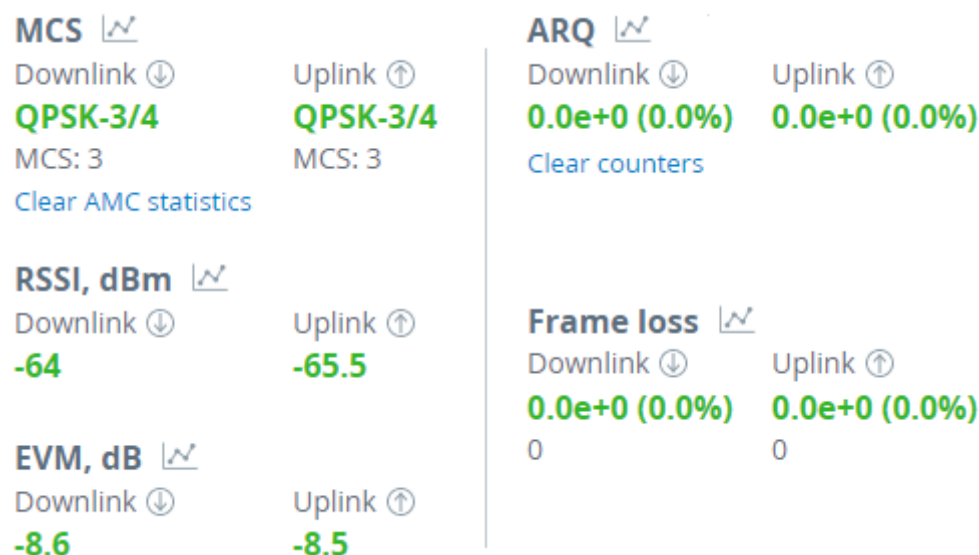 MCS
Downlink Uplink
QPSK-3/4 QPSK-3/4
MCS: 3 MCS: 3
Clear AMC statistics
RSSI, dBm
Downlink Uplink
-64 -65.5
EVM, dB
Downlink Uplink
-8.6 -8.5
ARQ
Downlink Uplink
0.0e+0 (0.0%) 0.0e+0 (0.0%)
Clear counters
Frame loss
Downlink Uplink
0.0e+0 (0.0%) 0.0e+0 (0.0%)
0 0